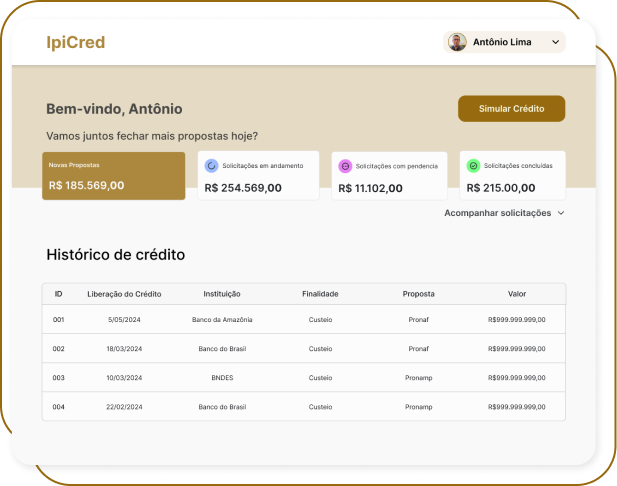 IpiCred
Antônio Lima
Bem-vindo, Antônio
Simular Crédito
Vamos juntos fechar mais propostas hoje?
Novas Propostas
R$ 185.569,00
Solicitações em andamento
R$ 254.569,00
Solicitações com pendencia
R$ 11.102,00
Solicitações concluídas
R$ 215.00,00
Acompanhar solicitações
Histórico de crédito
ID Liberação do Crédito Instituição Finalidade Proposta Valor
001 5/05/2024 Banco da Amazônia Custeio Pronaf R$999.999.999,00
002 18/03/2024 Banco do Brasil Custeio Pronaf R$999.999.999,00
003 10/03/2024 BNDES Custeio Pronamp R$999.999.999,00
004 22/02/2024 Banco do Brasil Custeio Pronamp R$999.999.999,00